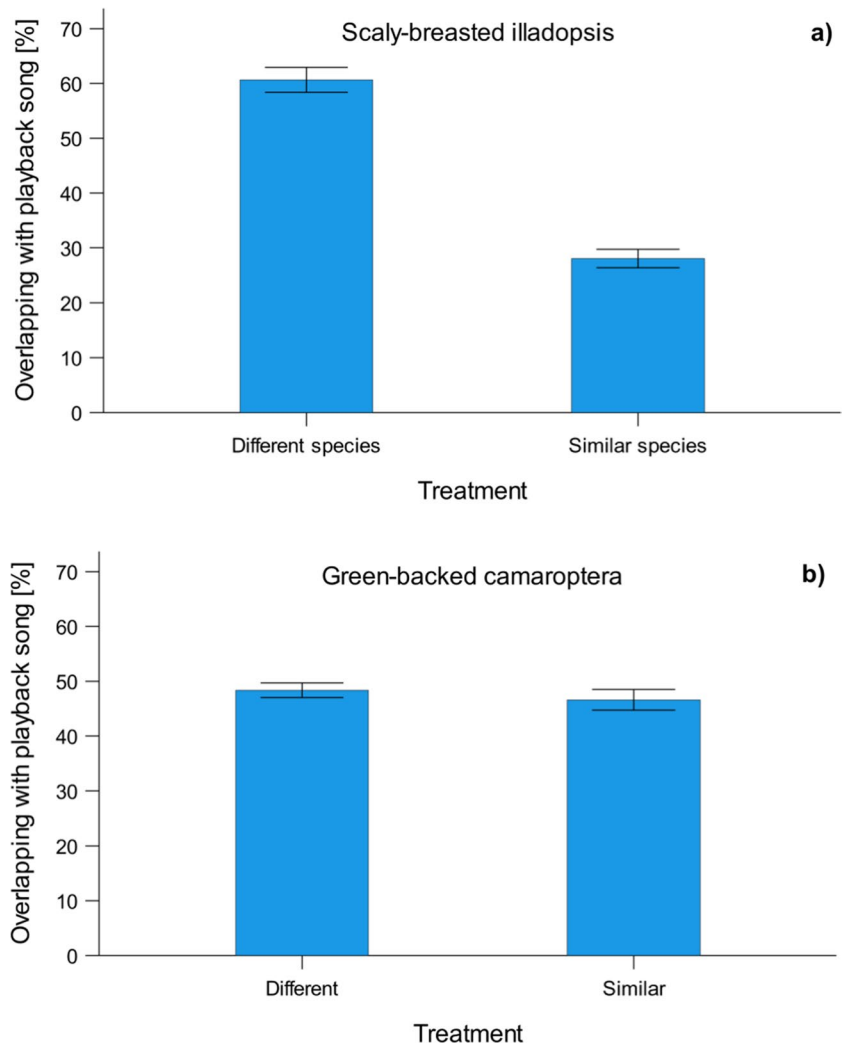 Scaly-breasted illadopsis
a)
Overlapping with playback song [%]
70
60
50
40
30
20
10
0
Different species
Similar species
Treatment
Green-backed camaroptera
b)
Overlapping with playback song [%]
70
60
50
40
30
20
10
0
Different
Similar
Treatment